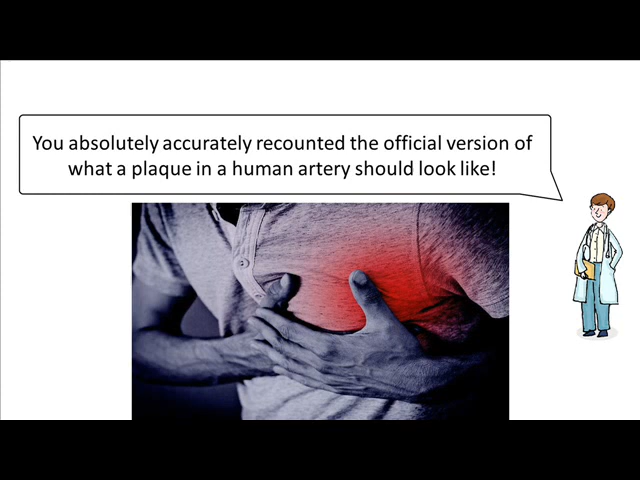 You absolutely accurately recounted the official version of
what a plaque in a human artery should look like!